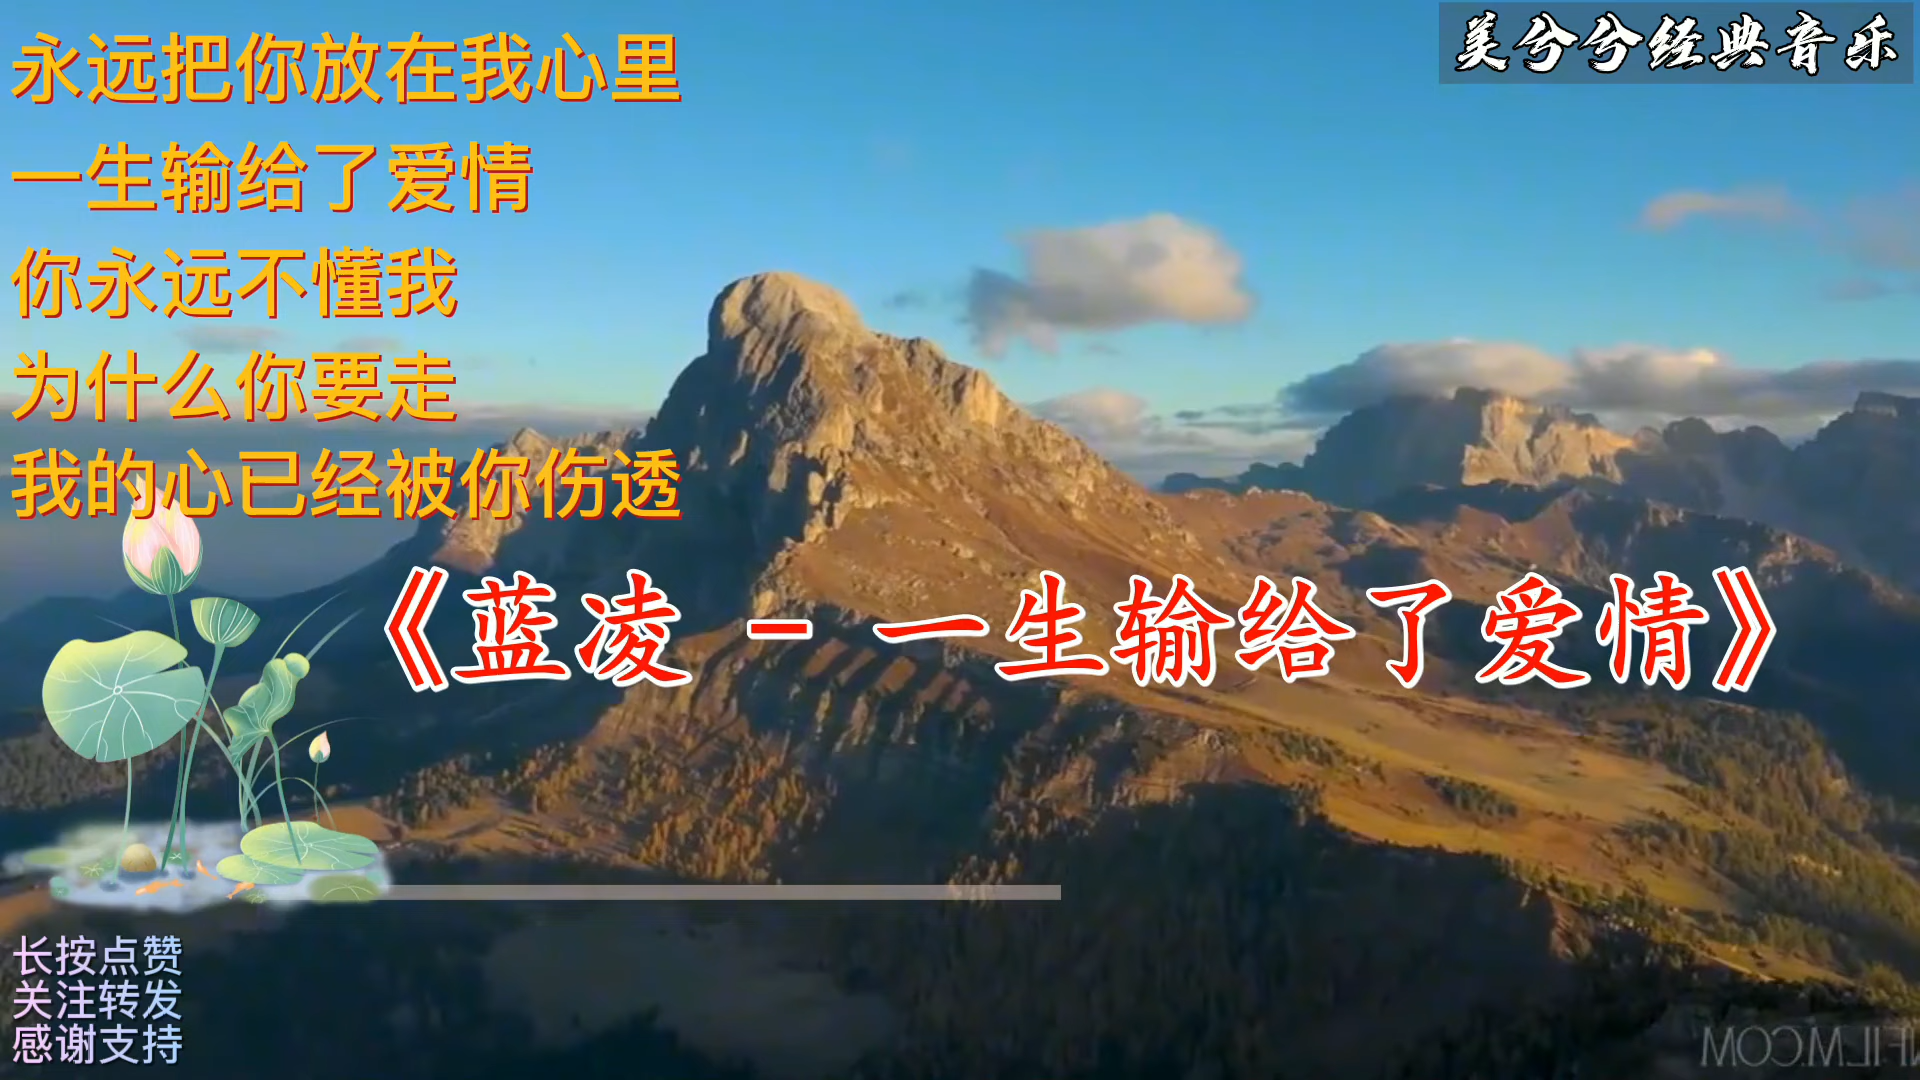 美兮兮经典音乐
永远把你放在我心里
一生输给了爱情
你永远不懂我
为什么你要走
我的心已经被你伤透
《蓝凌 - 一生输给了爱情》
长按点赞
关注转发
感谢支持
NFILM.COM